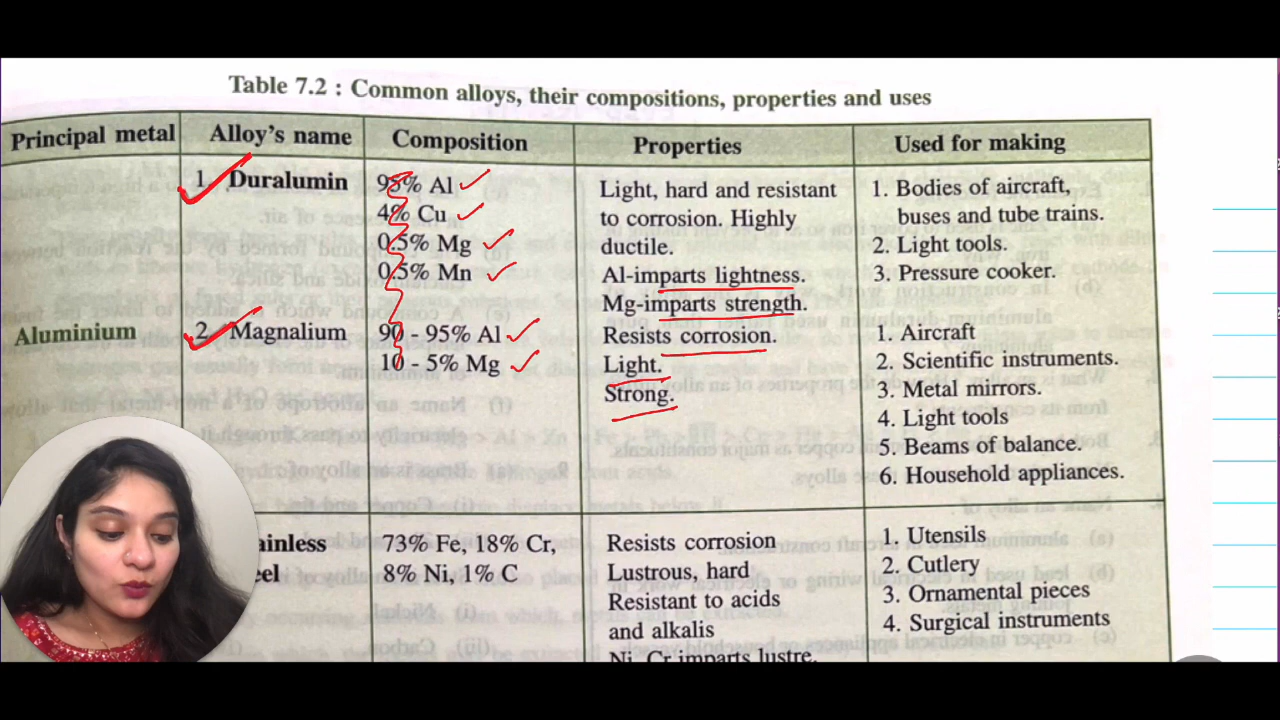 Table 7.2 : Common alloys, their compositions, properties and uses
Principal metal Alloy's name Composition Properties Used for making
Aluminium
1. Duralumin
95% Al
4% Cu
0.5% Mg
0.5% Mn
Light, hard and resistant
to corrosion. Highly
ductile.
Al-imparts lightness.
Mg-imparts strength.
1. Bodies of aircraft,
buses and tube trains.
2. Light tools.
3. Pressure cooker.
2. Magnalium
90 - 95% Al
10 - 5% Mg
Resists corrosion.
Light.
Strong.
1. Aircraft
2. Scientific instruments.
3. Metal mirrors.
4. Light tools
5. Beams of balance.
6. Household appliances.
ainless
eel
73% Fe, 18% Cr,
8% Ni, 1% C
Resists corrosion
Lustrous, hard
Resistant to acids
and alkalis
Ni, Cr imparts lustre.
1. Utensils
2. Cutlery
3. Ornamental pieces
4. Surgical instruments